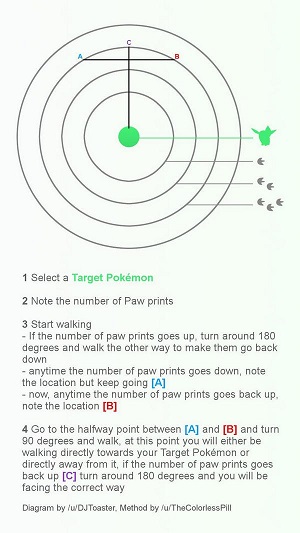 C
A
B
1 Select a Target Pokémon
2 Note the number of Paw prints
3 Start walking
- If the number of paw prints goes up, turn around 180
degrees and walk the other way to make them go back
down
- anytime the number of paw prints goes down, note
the location but keep going [A]
- now, anytime the number of paw prints goes back up,
note the location [B]
4 Go to the halfway point between [A] and [B] and turn
90 degrees and walk, at this point you will either be
walking directly towards your Target Pokémon or
directly away from it, if the number of paw prints goes
back up [C] turn around 180 degrees and you will be
facing the correct way
Diagram by /u/DJToaster, Method by /u/TheColorlessPill